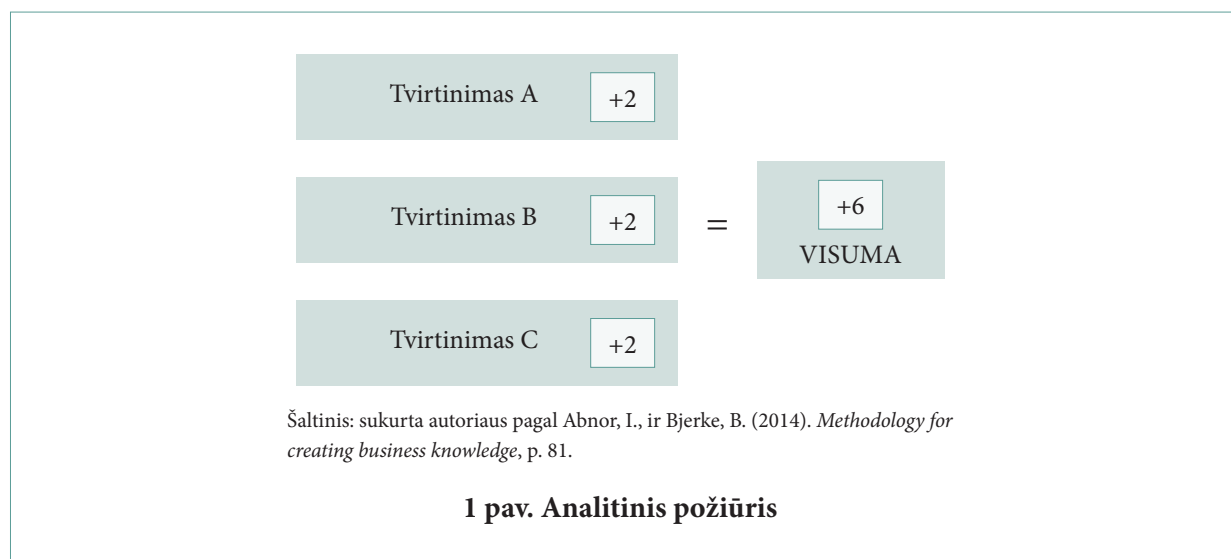 Tvirtinimas A +2
Tvirtinimas B +2
=
+6
VISUMA
Tvirtinimas C +2
Šaltinis: sukurta autoriaus pagal Abnor, I., ir Bjerke, B. (2014). Methodology for
creating business knowledge, p. 81.
1 pav. Analitinis požiūris